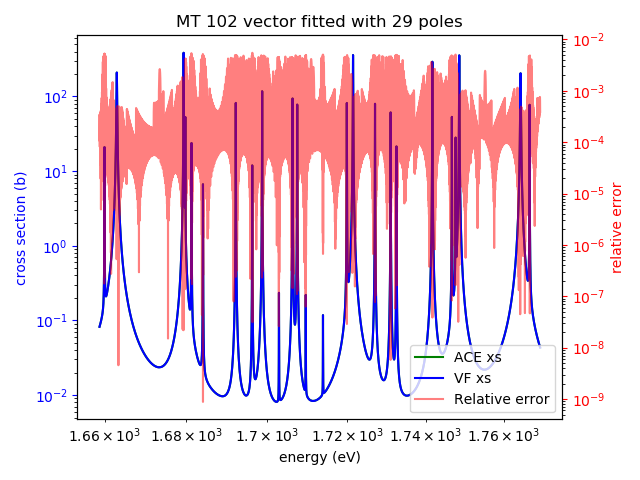 MT 102 vector fitted with 29 poles
cross section (b)
10²
10¹
10⁰
10⁻¹
10⁻²
10⁻²
10⁻³
10⁻⁴
10⁻⁵
10⁻⁶
10⁻⁷
10⁻⁸
10⁻⁹
relative error
ACE xs
VF xs
Relative error
1.66 × 10³ 1.68 × 10³ 1.7 × 10³ 1.72 × 10³ 1.74 × 10³ 1.76 × 10³
energy (eV)